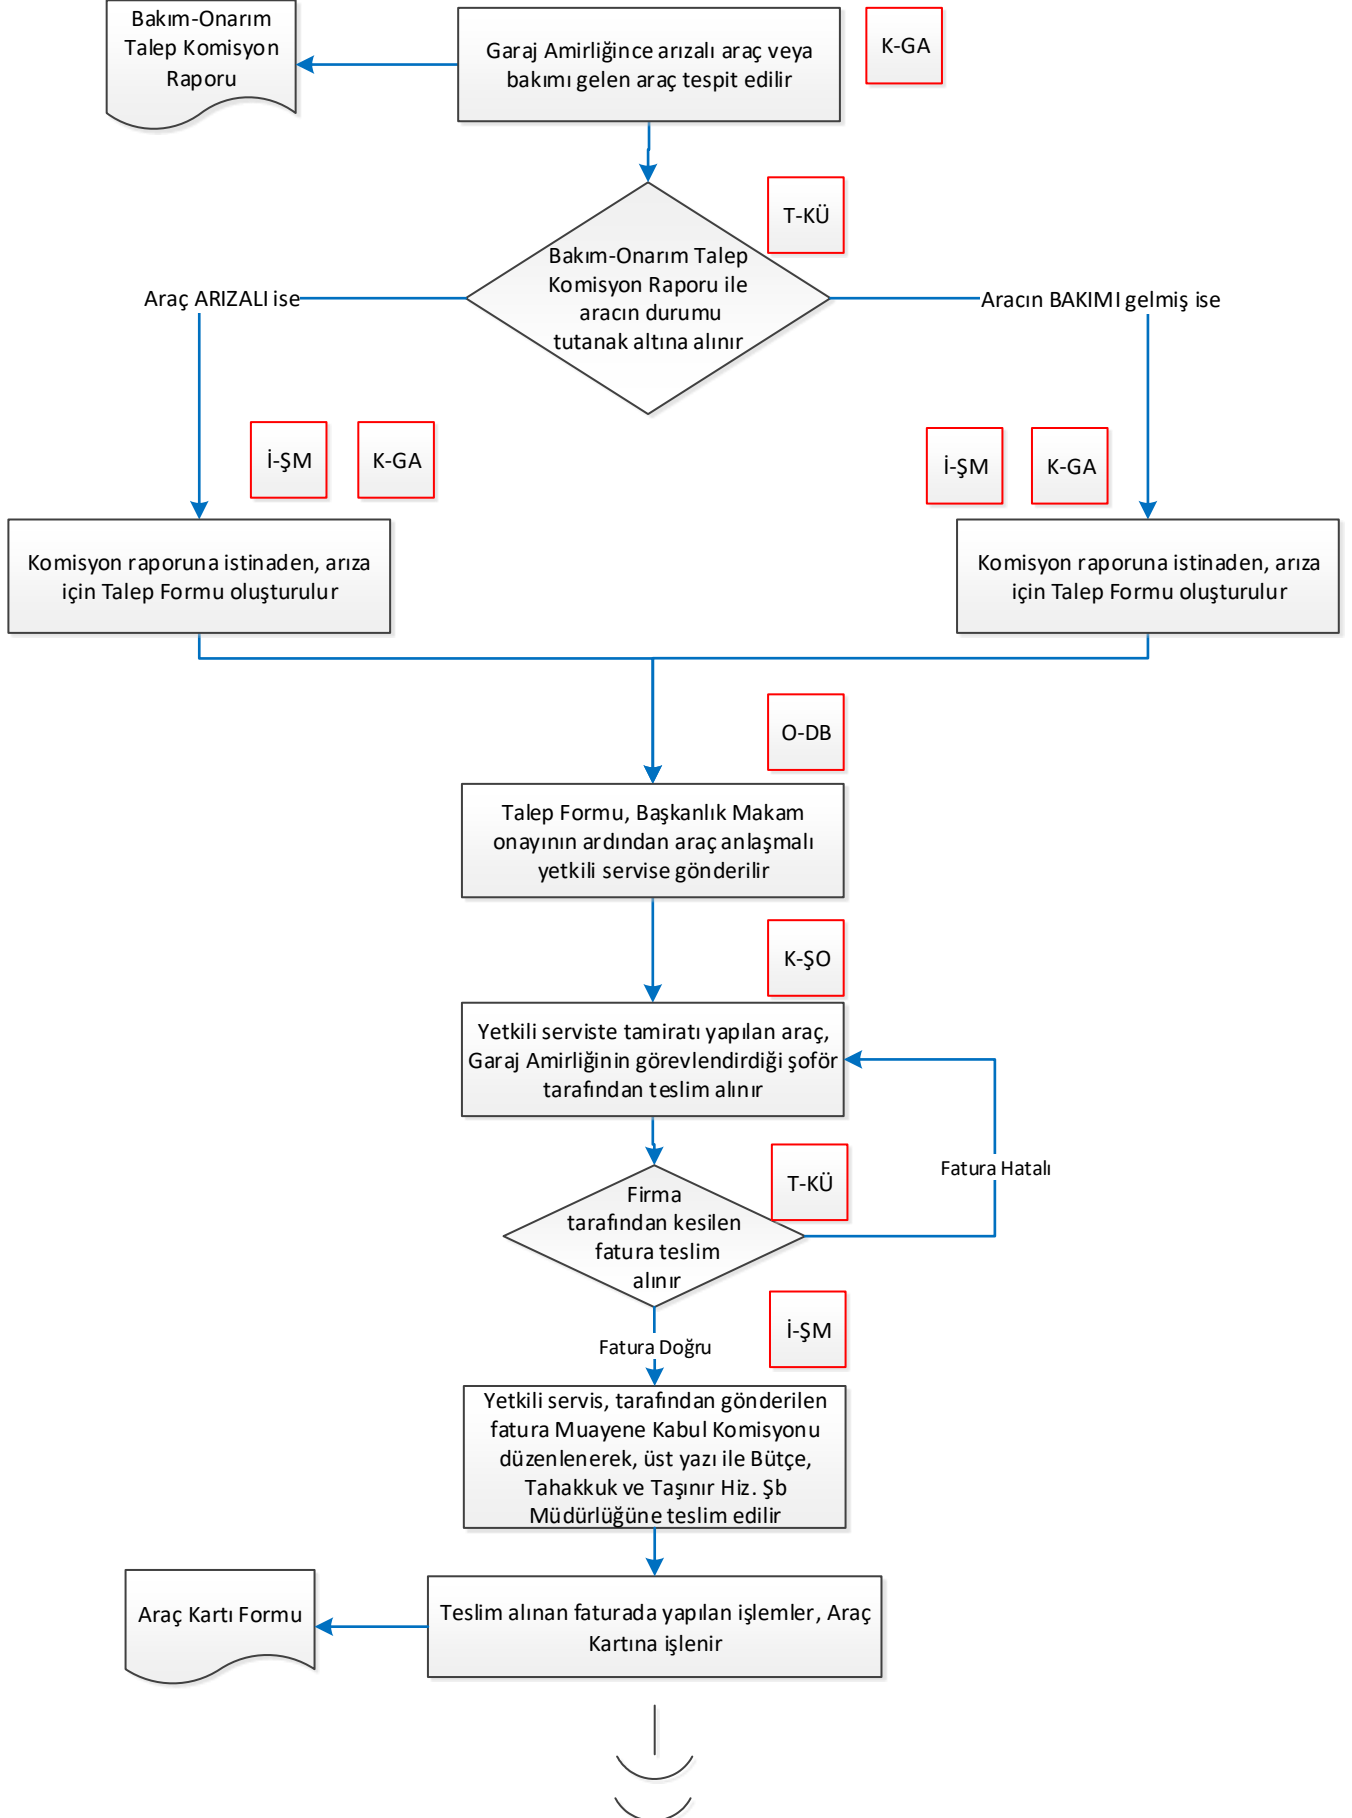 Bakım-Onarım
Talep Komisyon
Raporu
Garaj Amirliğince arızalı araç veya
bakımı gelen araç tespit edilir
K-GA
T-KÜ
Bakım-Onarım Talep
Komisyon Raporu ile
aracın durumu
tutanak altına alınır
Araç ARIZALI ise
Aracın BAKIMI gelmiş ise
İ-ŞM
K-GA
İ-ŞM
K-GA
Komisyon raporuna istinaden, arıza
için Talep Formu oluşturulur
Komisyon raporuna istinaden, arıza
için Talep Formu oluşturulur
O-DB
Talep Formu, Başkanlık Makam
onayının ardından araç anlaşmalı
yetkili servise gönderilir
K-ŞO
Yetkili serviste tamiratı yapılan araç,
Garaj Amirliğinin görevlendirdiği şoför
tarafından teslim alınır
Fatura Hatalı
T-KÜ
Firma
tarafından kesilen
fatura teslim
alınır
İ-ŞM
Fatura Doğru
Yetkili servis, tarafından gönderilen
fatura Muayene Kabul Komisyonu
düzenlenerek, üst yazı ile Bütçe,
Tahakkuk ve Taşınır Hiz. Şb
Müdürlüğüne teslim edilir
Araç Kartı Formu
Teslim alınan faturada yapılan işlemler, Araç
Kartına işlenir